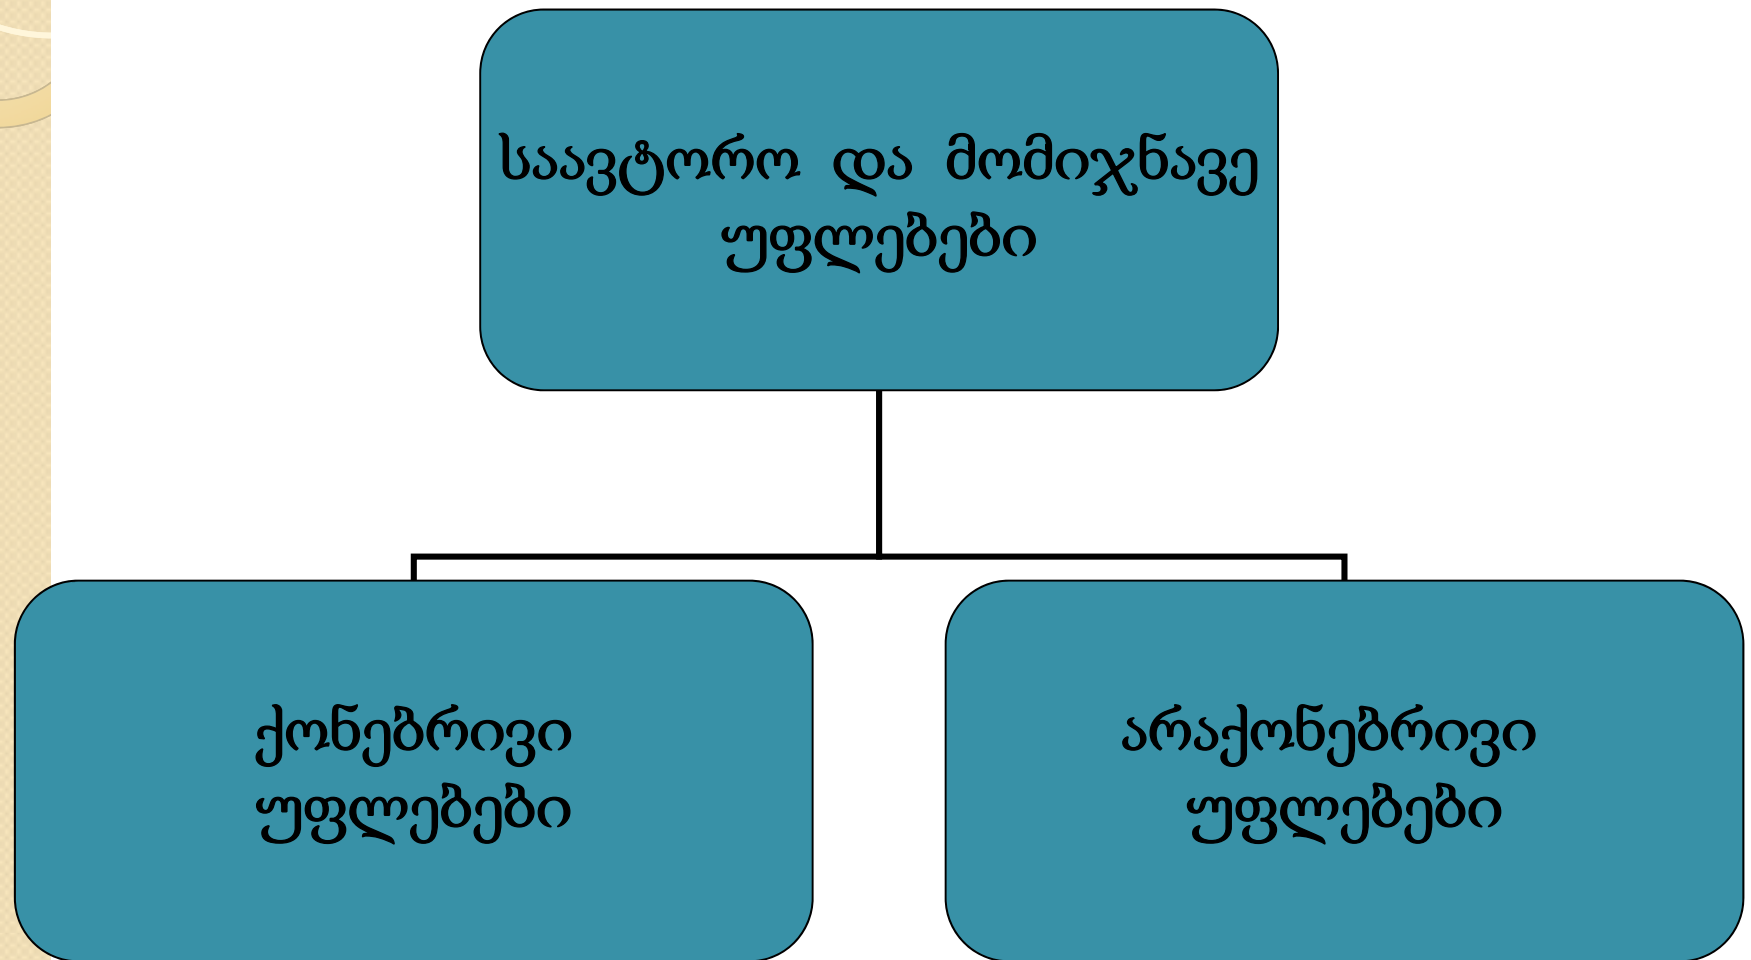 საავტორო და მომიჯნავე
უფლებები
ქონებრივი
უფლებები
არაქონებრივი
უფლებები